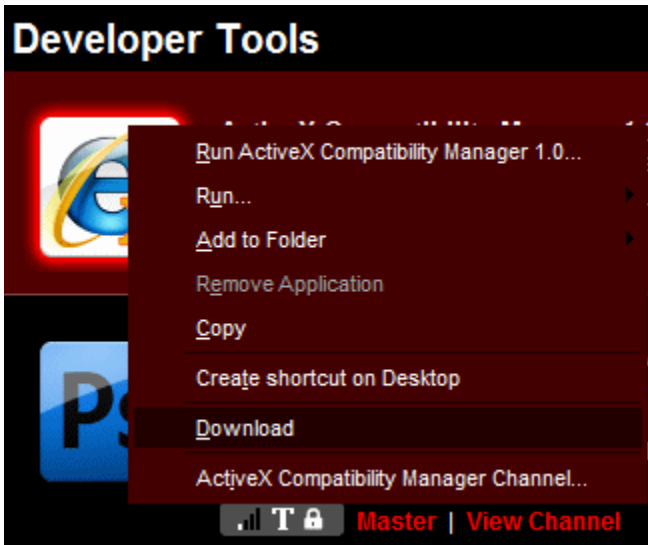 Developer Tools
Run ActiveX Compatibility Manager 1.0...
Run...
Add to Folder
Remove Application
Copy
Create shortcut on Desktop
Download
ActiveX Compatibility Manager Channel...
Ps
T Master | View Channel